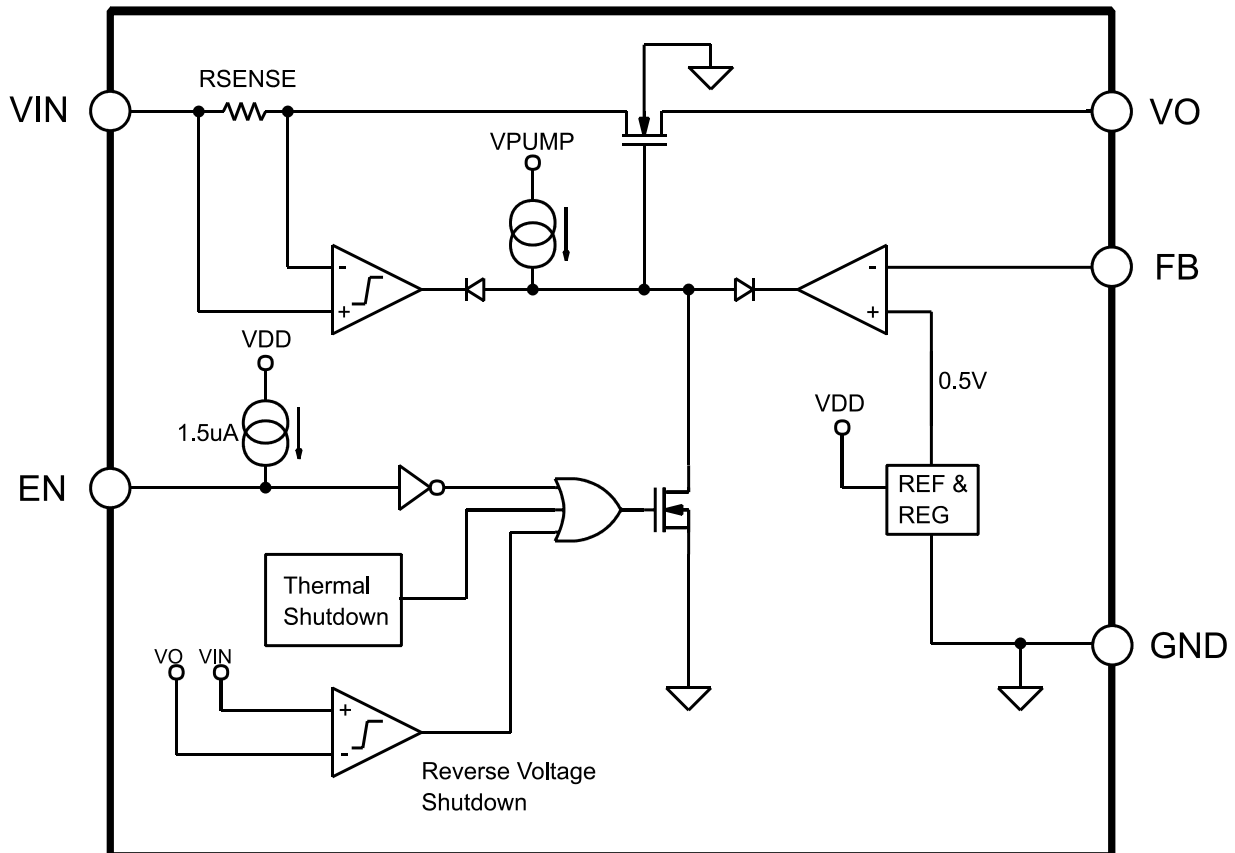 RSENSE
VIN
VO
VPUMP
-
+
-
+
FB
VDD
1.5uA
0.5V
VDD
EN
REF &
REG
Thermal
Shutdown
GND
VO
VIN
+
-
Reverse Voltage
Shutdown